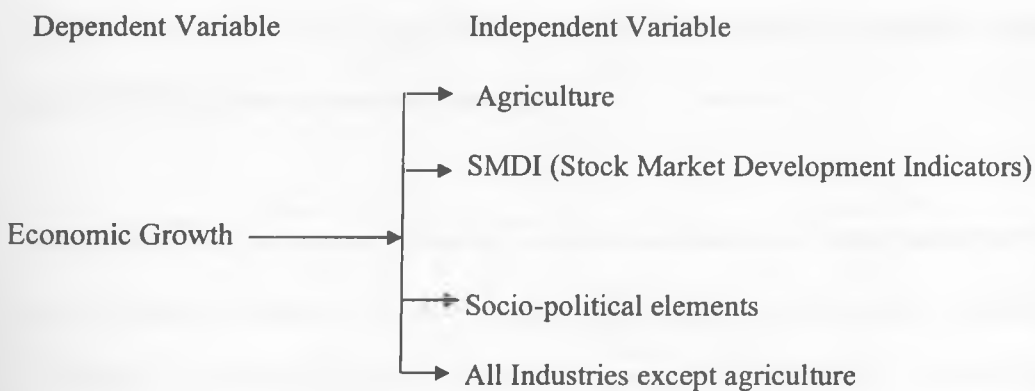 Dependent Variable Independent Variable
Agriculture
SMDI (Stock Market Development Indicators)
Economic Growth
Socio-political elements
All Industries except agriculture